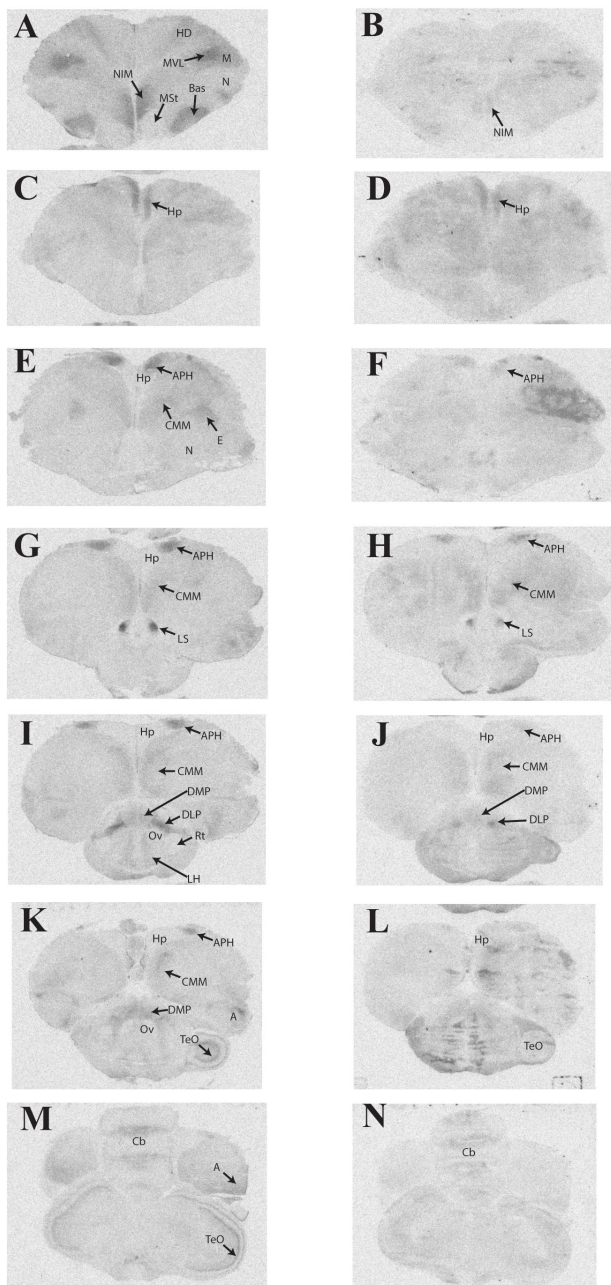 A
HD
MVL
M
NIM
N
MSt
Bas
B
NIM
C
Hp
D
Hp
E
Hp
APH
CMM
E
N
F
APH
G
Hp
APH
CMM
LS
H
APH
CMM
LS
I
Hp
APH
CMM
DMP
DLP
Ov
Rt
LH
J
Hp
APH
CMM
DMP
DLP
K
Hp
APH
CMM
DMP
A
Ov
TeO
L
Hp
TeO
M
Cb
A
TeO
N
Cb